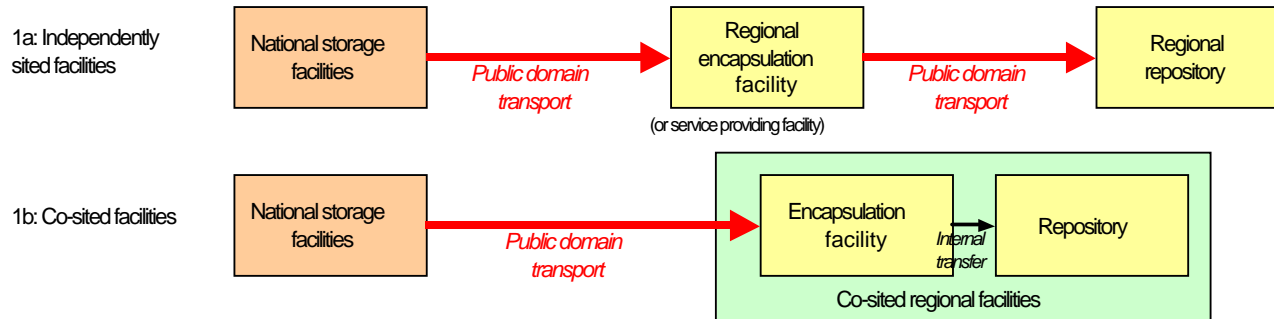 1a: Independently
sited facilities
National storage
facilities
Public domain
transport
Regional
encapsulation
facility
(or service providing facility)
Public domain
transport
Regional
repository
1b: Co-sited facilities
National storage
facilities
Public domain
transport
Encapsulation
facility
Internal
transfer
Repository
Co-sited regional facilities